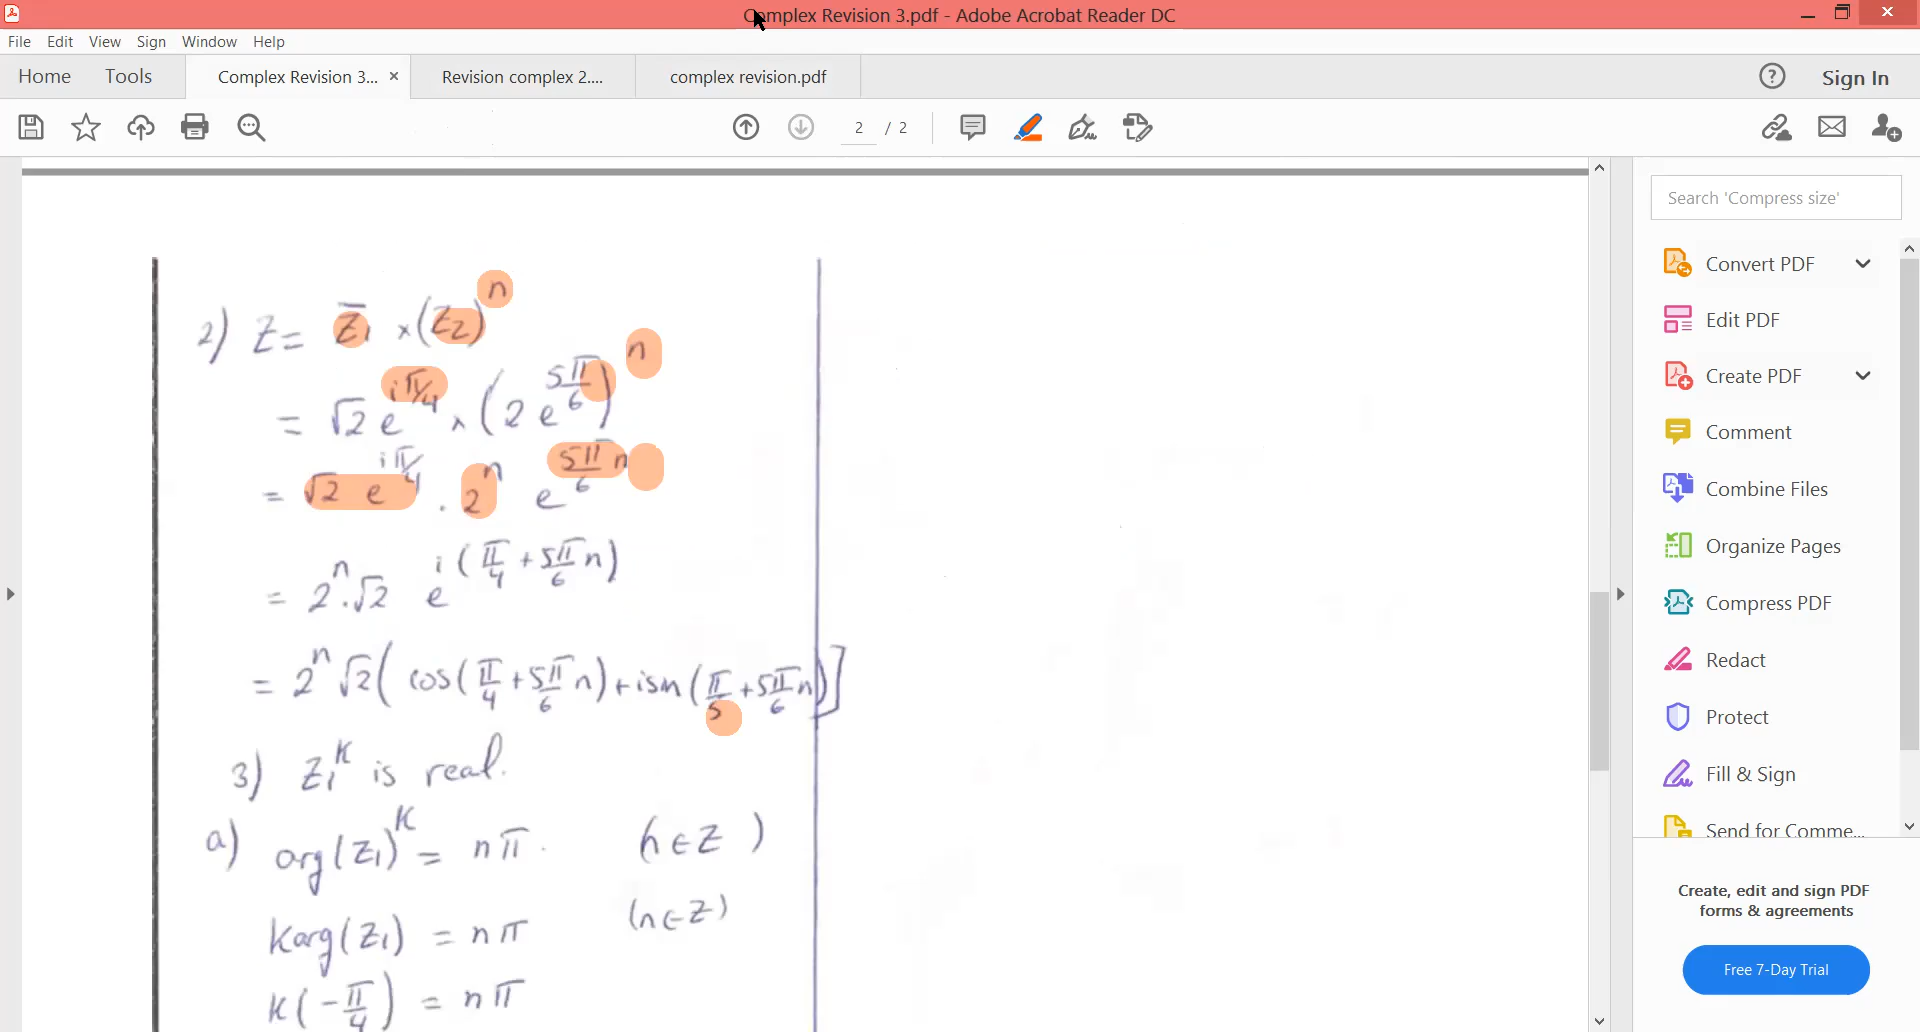 Complex Revision 3.pdf - Adobe Acrobat Reader DC
File Edit View Sign Window Help
Home Tools Complex Revision 3... × Revision complex 2.... complex revision.pdf ? Sign In
2 / 2
Search 'Compress size'
Convert PDF
Edit PDF
Create PDF
Comment
Combine Files
Organize Pages
Compress PDF
Redact
Protect
Fill & Sign
Send for Comme...
Create, edit and sign PDF
forms & agreements
Free 7-Day Trial
2) Z = z̅₁ × (z₂)ⁿ
= √2 e^(iπ/4) × (2 e^(5π/6))ⁿ
= √2 e^(iπ/4) . 2ⁿ e^(5π/6 n)
= 2ⁿ.√2 e^(i(π/4 + 5π/6 n))
= 2ⁿ √2 ( cos(π/4 + 5π/6 n) + isin(π/5 + 5π/6 n)]
3) z₁^k is real.
a) arg(z₁)^k = nπ. (n ∈ Z )
karg(z₁) = nπ (n ∈ Z)
k(-π/4) = nπ